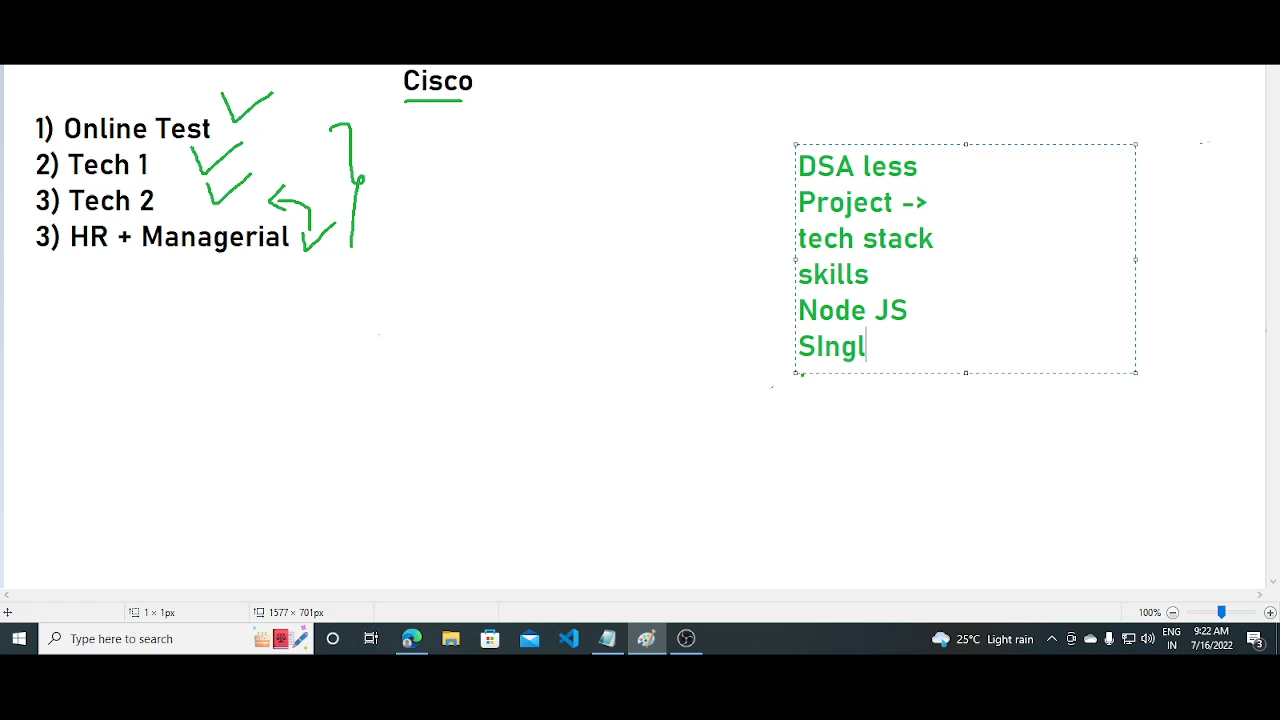 Cisco
1) Online Test
2) Tech 1
3) Tech 2
3) HR + Managerial
DSA less
Project ->
tech stack
skills
Node JS
SIngl
1 × 1px
1577 × 701px
100%
Type here to search
25°C Light rain
ENG
IN
9:22 AM
7/16/2022
3